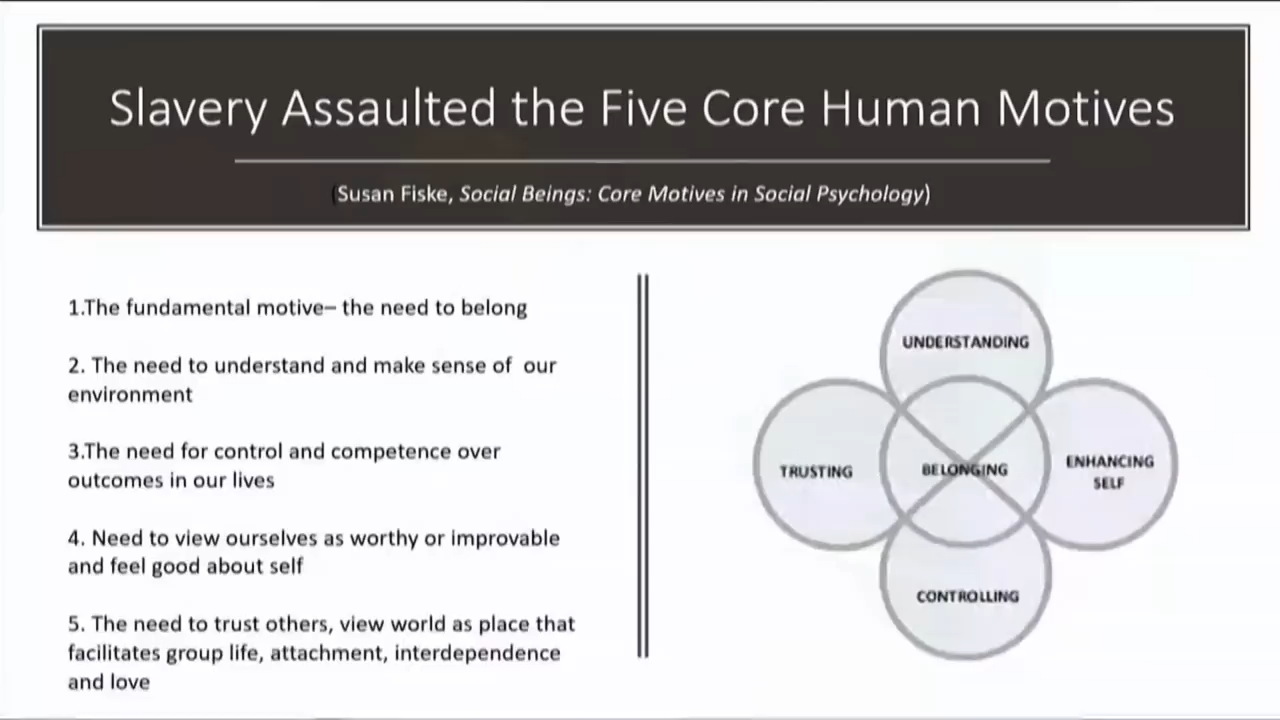 Slavery Assaulted the Five Core Human Motives
(Susan Fiske, Social Beings: Core Motives in Social Psychology)
1.The fundamental motive– the need to belong
2. The need to understand and make sense of our
environment
3.The need for control and competence over
outcomes in our lives
4. Need to view ourselves as worthy or improvable
and feel good about self
5. The need to trust others, view world as place that
facilitates group life, attachment, interdependence
and love
UNDERSTANDING
TRUSTING
BELONGING
ENHANCING
SELF
CONTROLLING